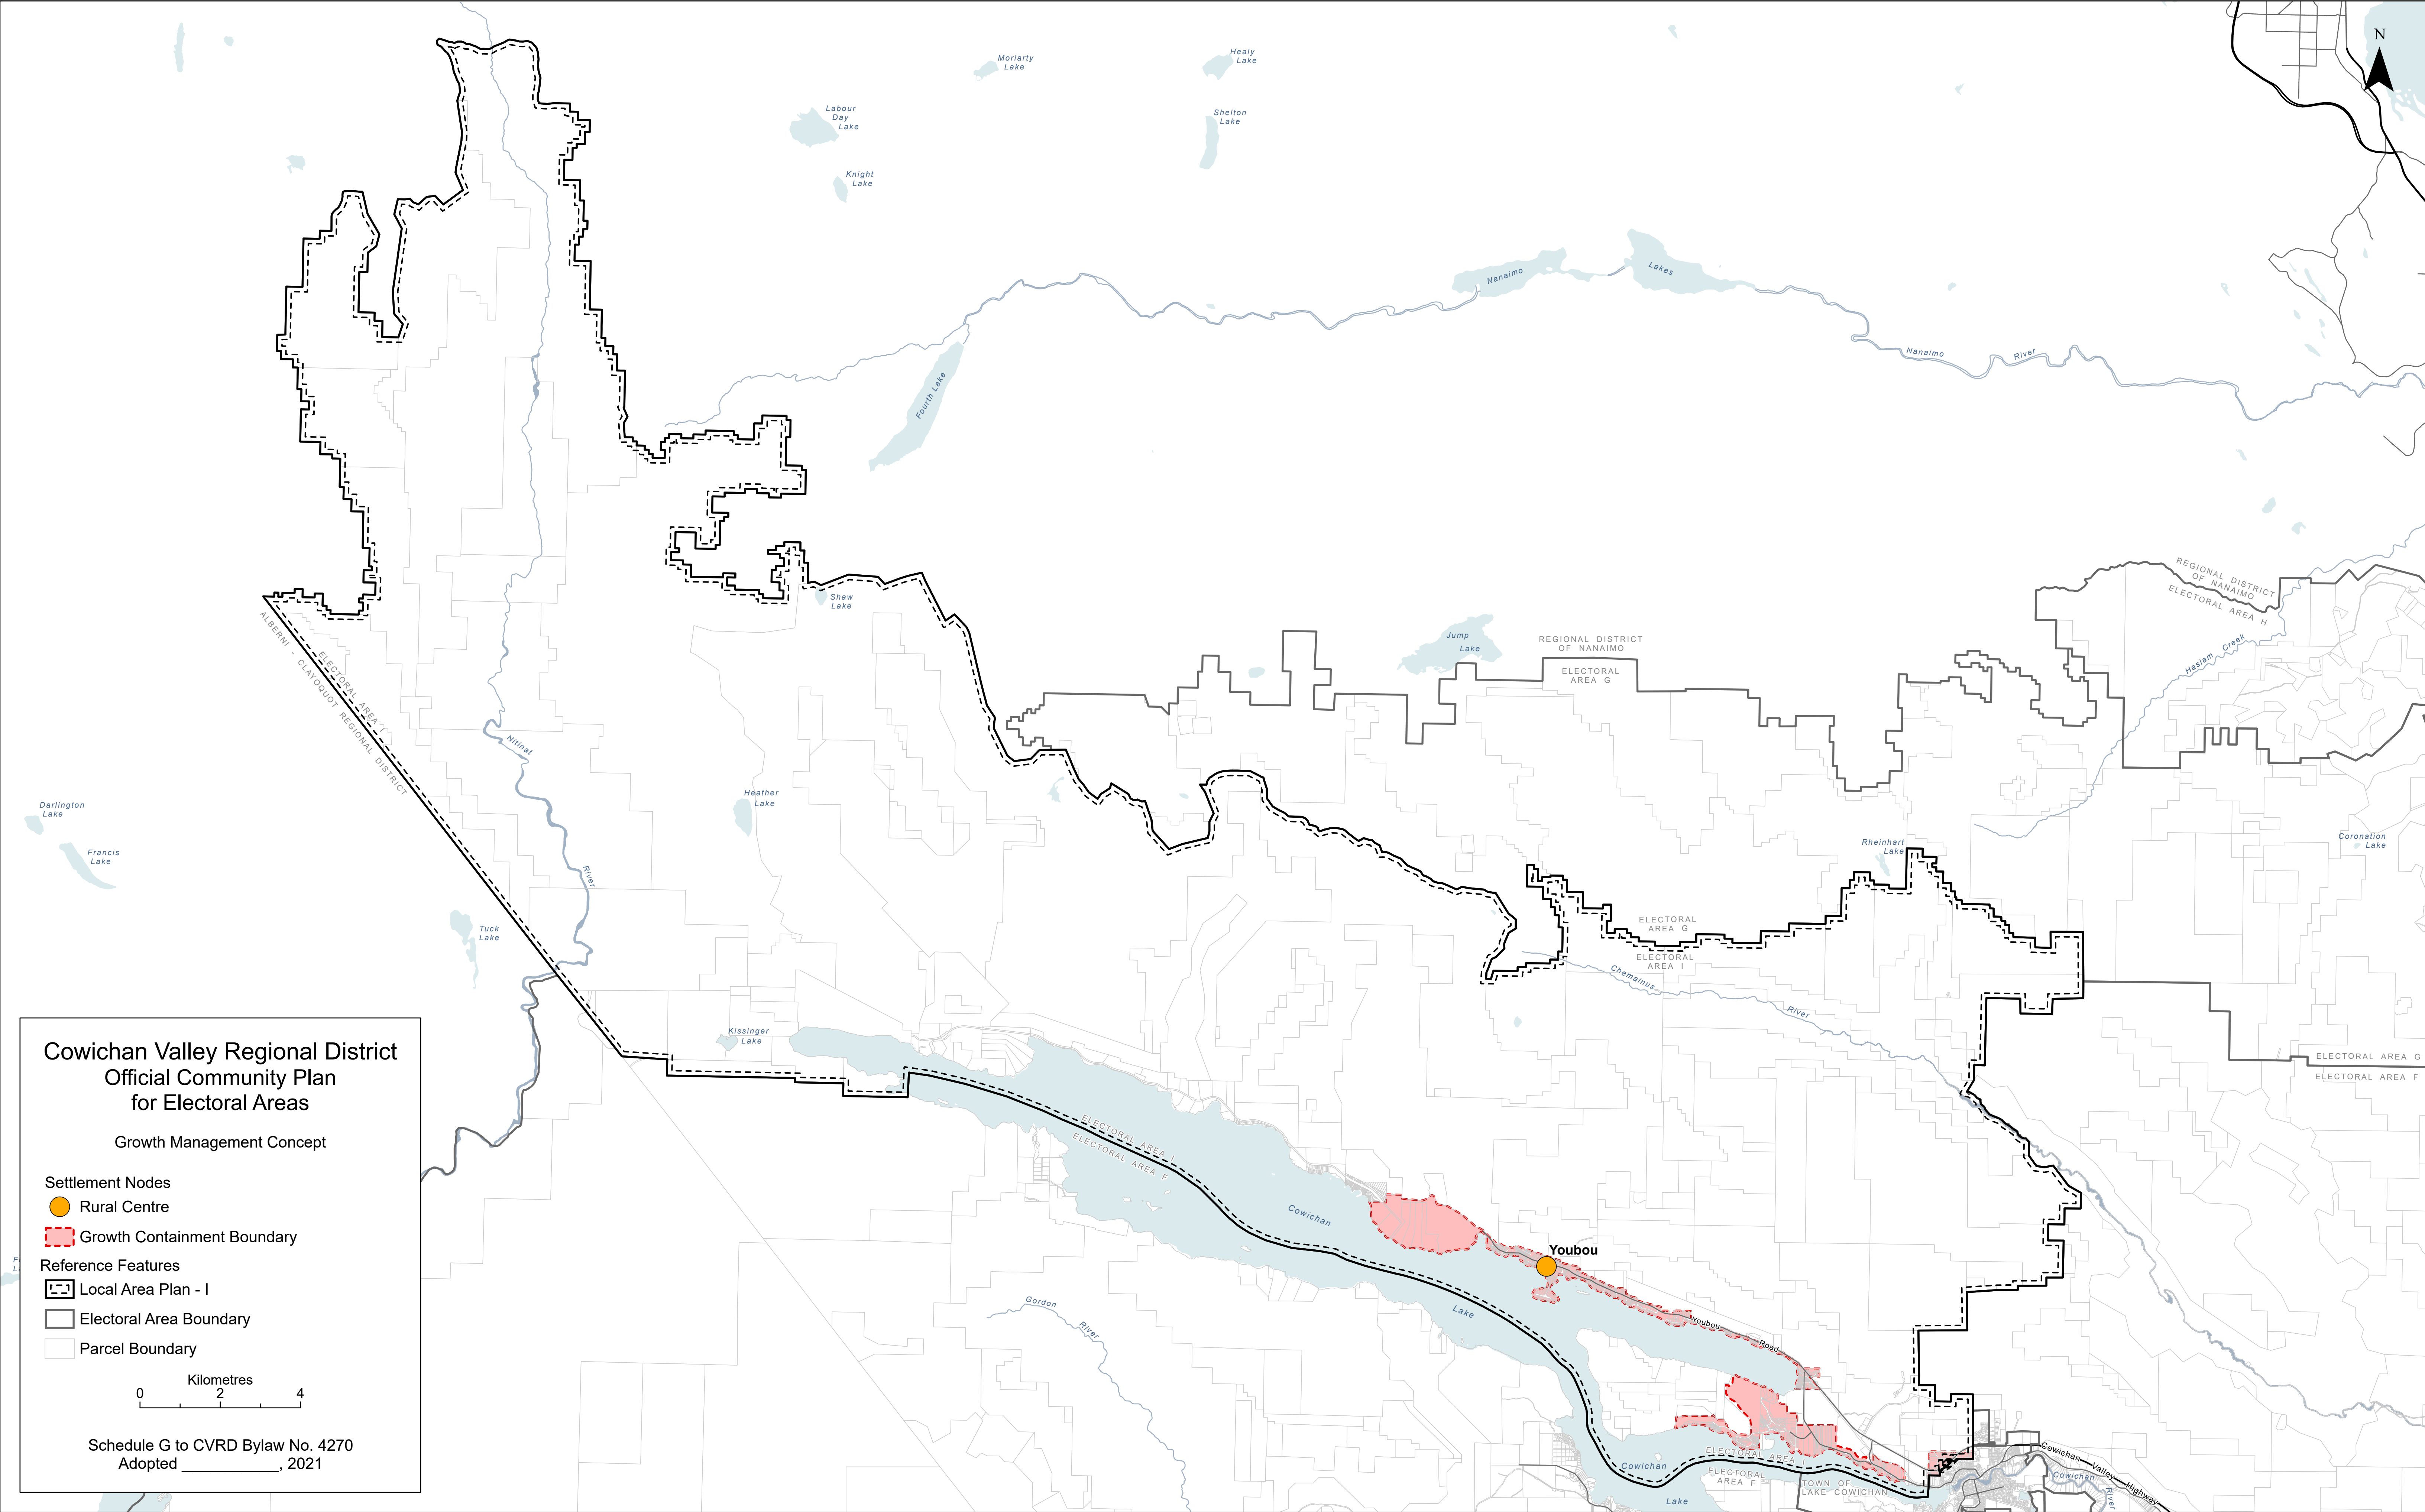 N
Moriarty
Lake
Healy
Lake
Labour
Day
Lake
Shelton
Lake
Knight
Lake
Nanaimo
Lakes
Nanaimo
River
Fourth Lake
REGIONAL DISTRICT
OF NANAIMO
ELECTORAL AREA H
Shaw
Lake
Jump
Lake
REGIONAL DISTRICT
OF NANAIMO
ELECTORAL
AREA G
Haslam Creek
ELECTORAL AREA I
ALBERNI - CLAYOQUOT REGIONAL DISTRICT
Nitinat
River
Heather
Lake
Darlington
Lake
Francis
Lake
Rheinhart
Lake
Coronation
Lake
Tuck
Lake
ELECTORAL
AREA G
ELECTORAL
AREA I
Chemainus
River
Kissinger
Lake
ELECTORAL AREA G
ELECTORAL AREA F
ELECTORAL AREA I
ELECTORAL AREA F
Cowichan
Lake
Youbou
Youbou
Road
Gordon
River
ELECTORAL AREA I
ELECTORAL
AREA F
Cowichan
Lake
TOWN OF
LAKE COWICHAN
Cowichan Valley Highway
Cowichan
River
Cowichan Valley Regional District
Official Community Plan
for Electoral Areas
Growth Management Concept
Settlement Nodes
Rural Centre
Growth Containment Boundary
Reference Features
Local Area Plan - I
Electoral Area Boundary
Parcel Boundary
Kilometres
0 2 4
Schedule G to CVRD Bylaw No. 4270
Adopted ___________, 2021